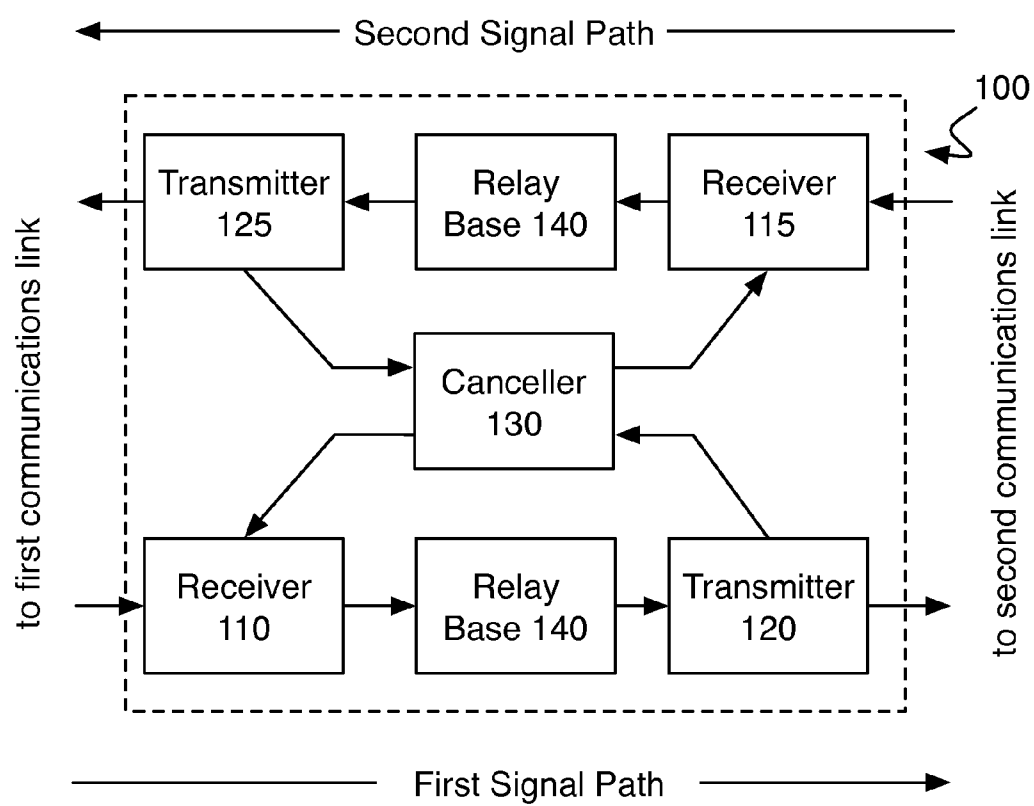 Second Signal Path
100
Transmitter
125
Relay
Base 140
Receiver
115
to first communications link
Canceller
130
to second communications link
Receiver
110
Relay
Base 140
Transmitter
120
First Signal Path